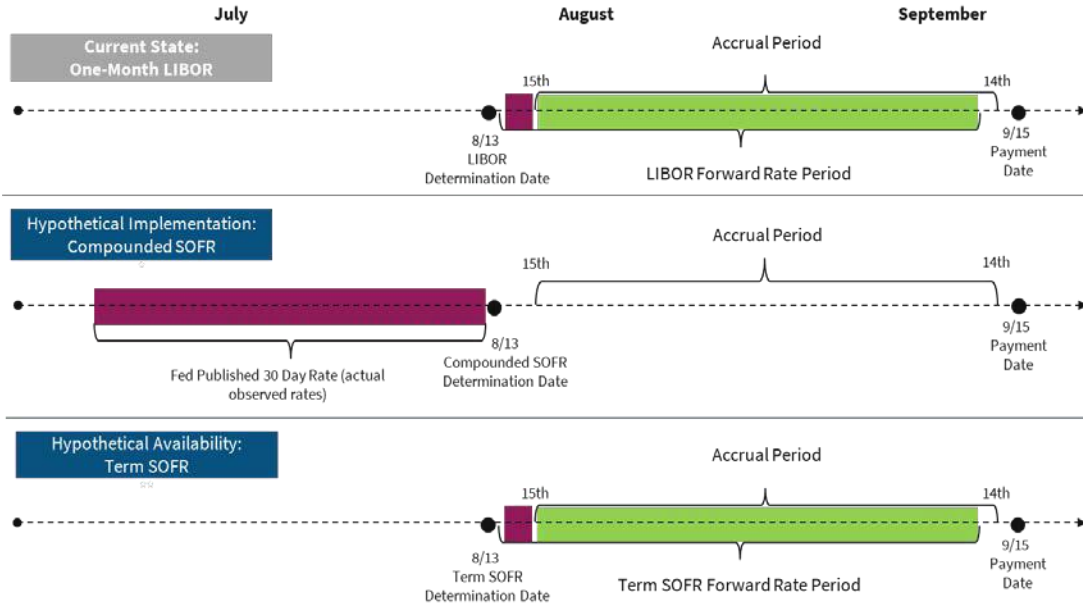 July
August
September
Current State:
One-Month LIBOR
Accrual Period
15th
14th
8/13
LIBOR
Determination Date
LIBOR Forward Rate Period
9/15
Payment
Date
Hypothetical Implementation:
Compounded SOFR
Accrual Period
15th
14th
8/13
Compounded SOFR
Determination Date
Fed Published 30 Day Rate (actual
observed rates)
9/15
Payment
Date
Hypothetical Availability:
Term SOFR
Accrual Period
15th
14th
8/13
Term SOFR
Determination Date
Term SOFR Forward Rate Period
9/15
Payment
Date